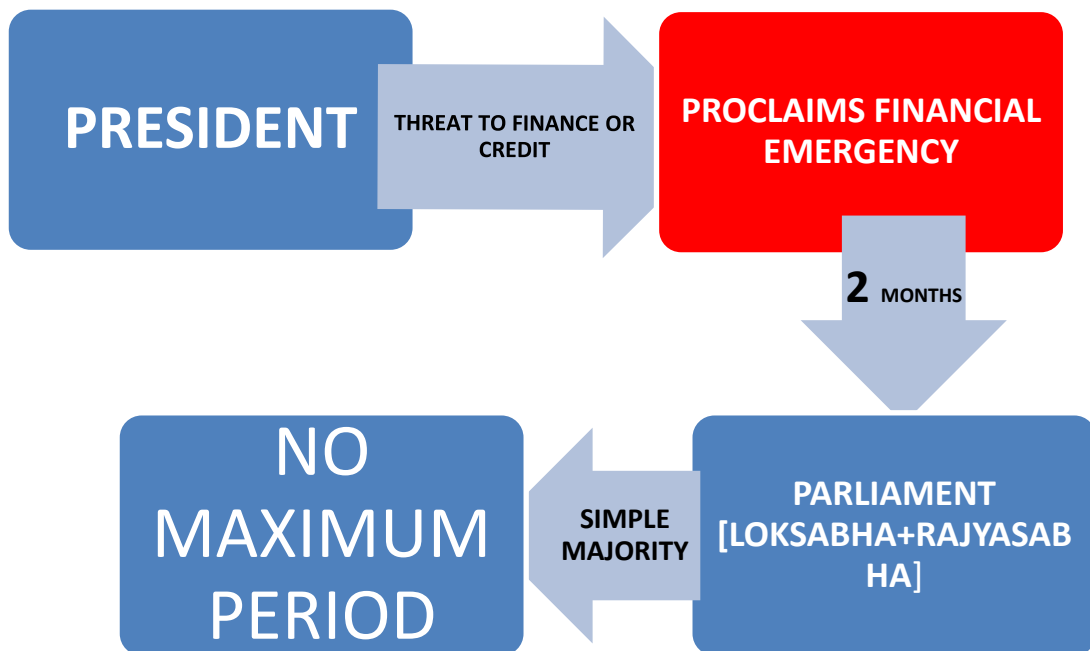 PRESIDENT
THREAT TO FINANCE OR
CREDIT
PROCLAIMS FINANCIAL
EMERGENCY
2 MONTHS
PARLIAMENT
[LOKSABHA+RAJYASAB
HA]
SIMPLE
MAJORITY
NO
MAXIMUM
PERIOD